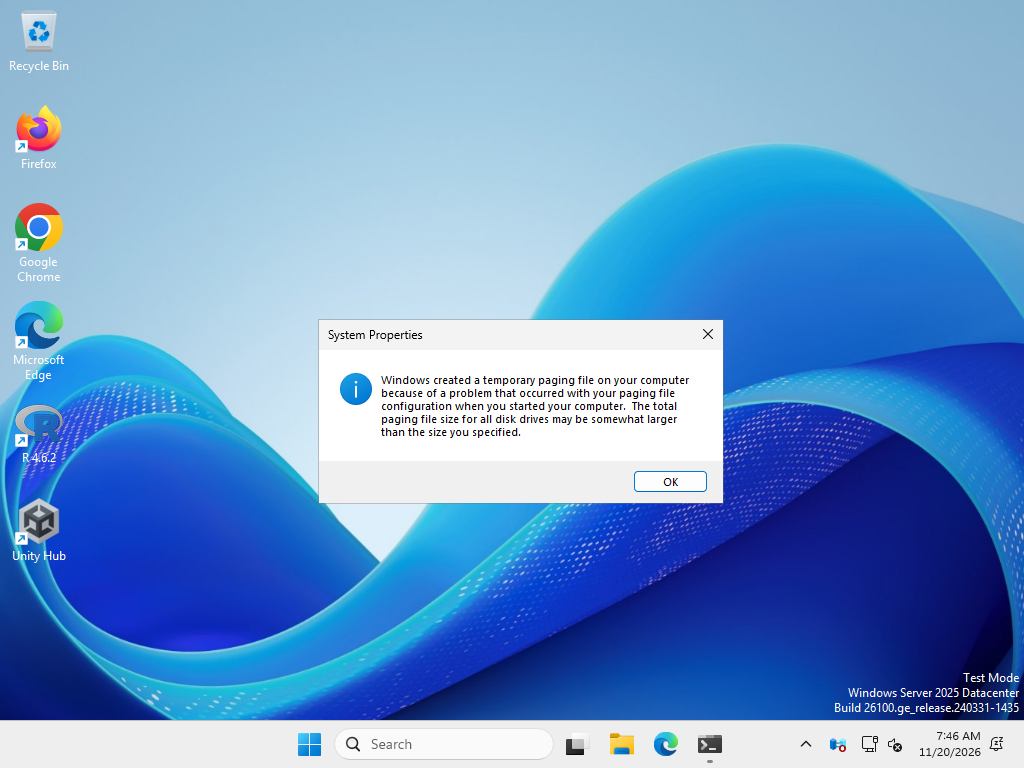 Recycle Bin
Firefox
Google
Chrome
Microsoft
Edge
R 4.6.2
Unity Hub
System Properties
Windows created a temporary paging file on your computer
because of a problem that occurred with your paging file
configuration when you started your computer.  The total
paging file size for all disk drives may be somewhat larger
than the size you specified.
OK
Test Mode
Windows Server 2025 Datacenter
Build 26100.ge_release.240331-1435
Search
7:46 AM
11/20/2026